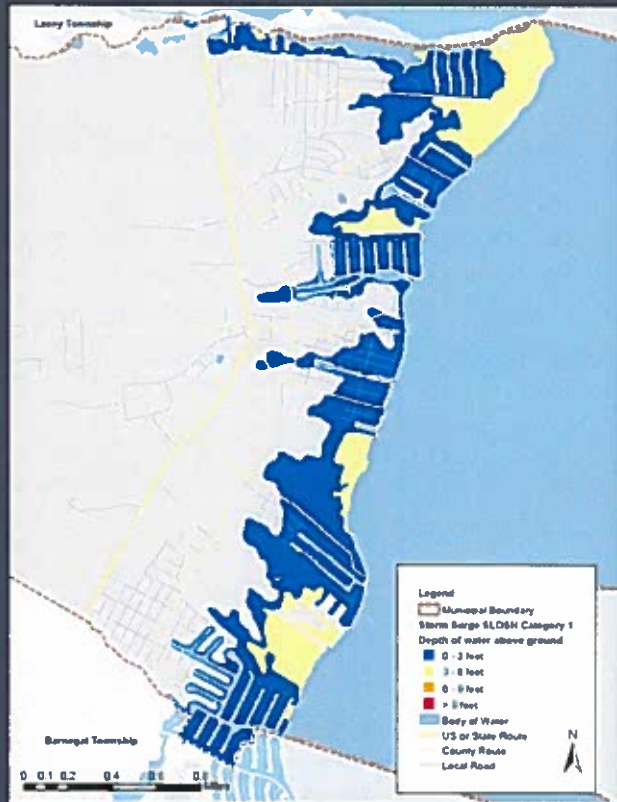 Lacey Township
Legend
Municipal Boundary
Storm Surge SLOSH Category 1
Depth of water above ground
0 - 3 feet
3 - 6 feet
6 - 9 feet
> 9 feet
Body of Water
US or State Route
County Route
Local Road
N
Barnegat Township
0 0.1 0.2 0.4 0.6 0.8